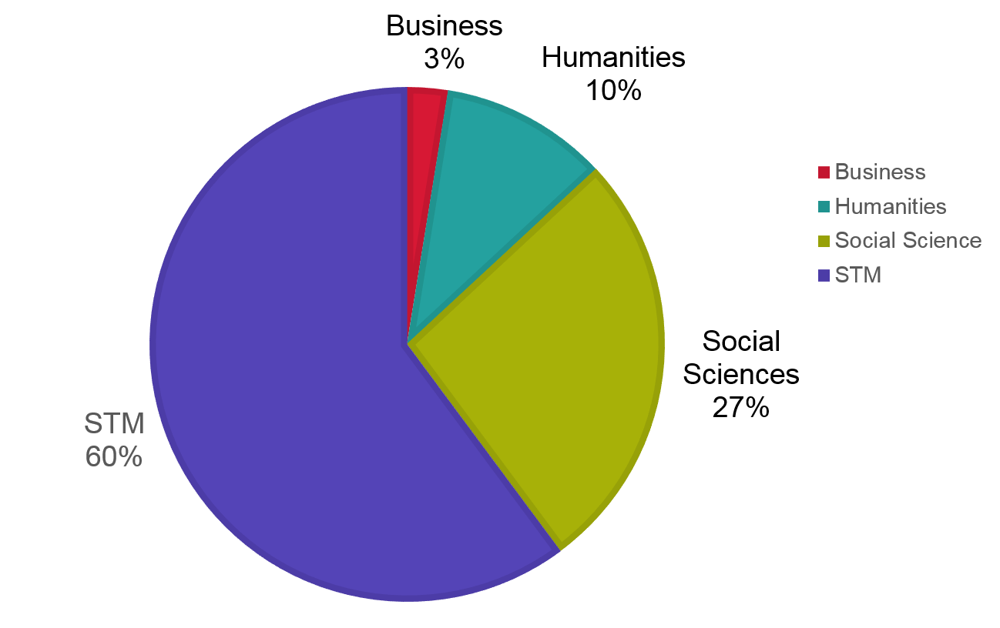 Business
3%
Humanities
10%
Business
Humanities
Social Science
STM
Social
Sciences
27%
STM
60%